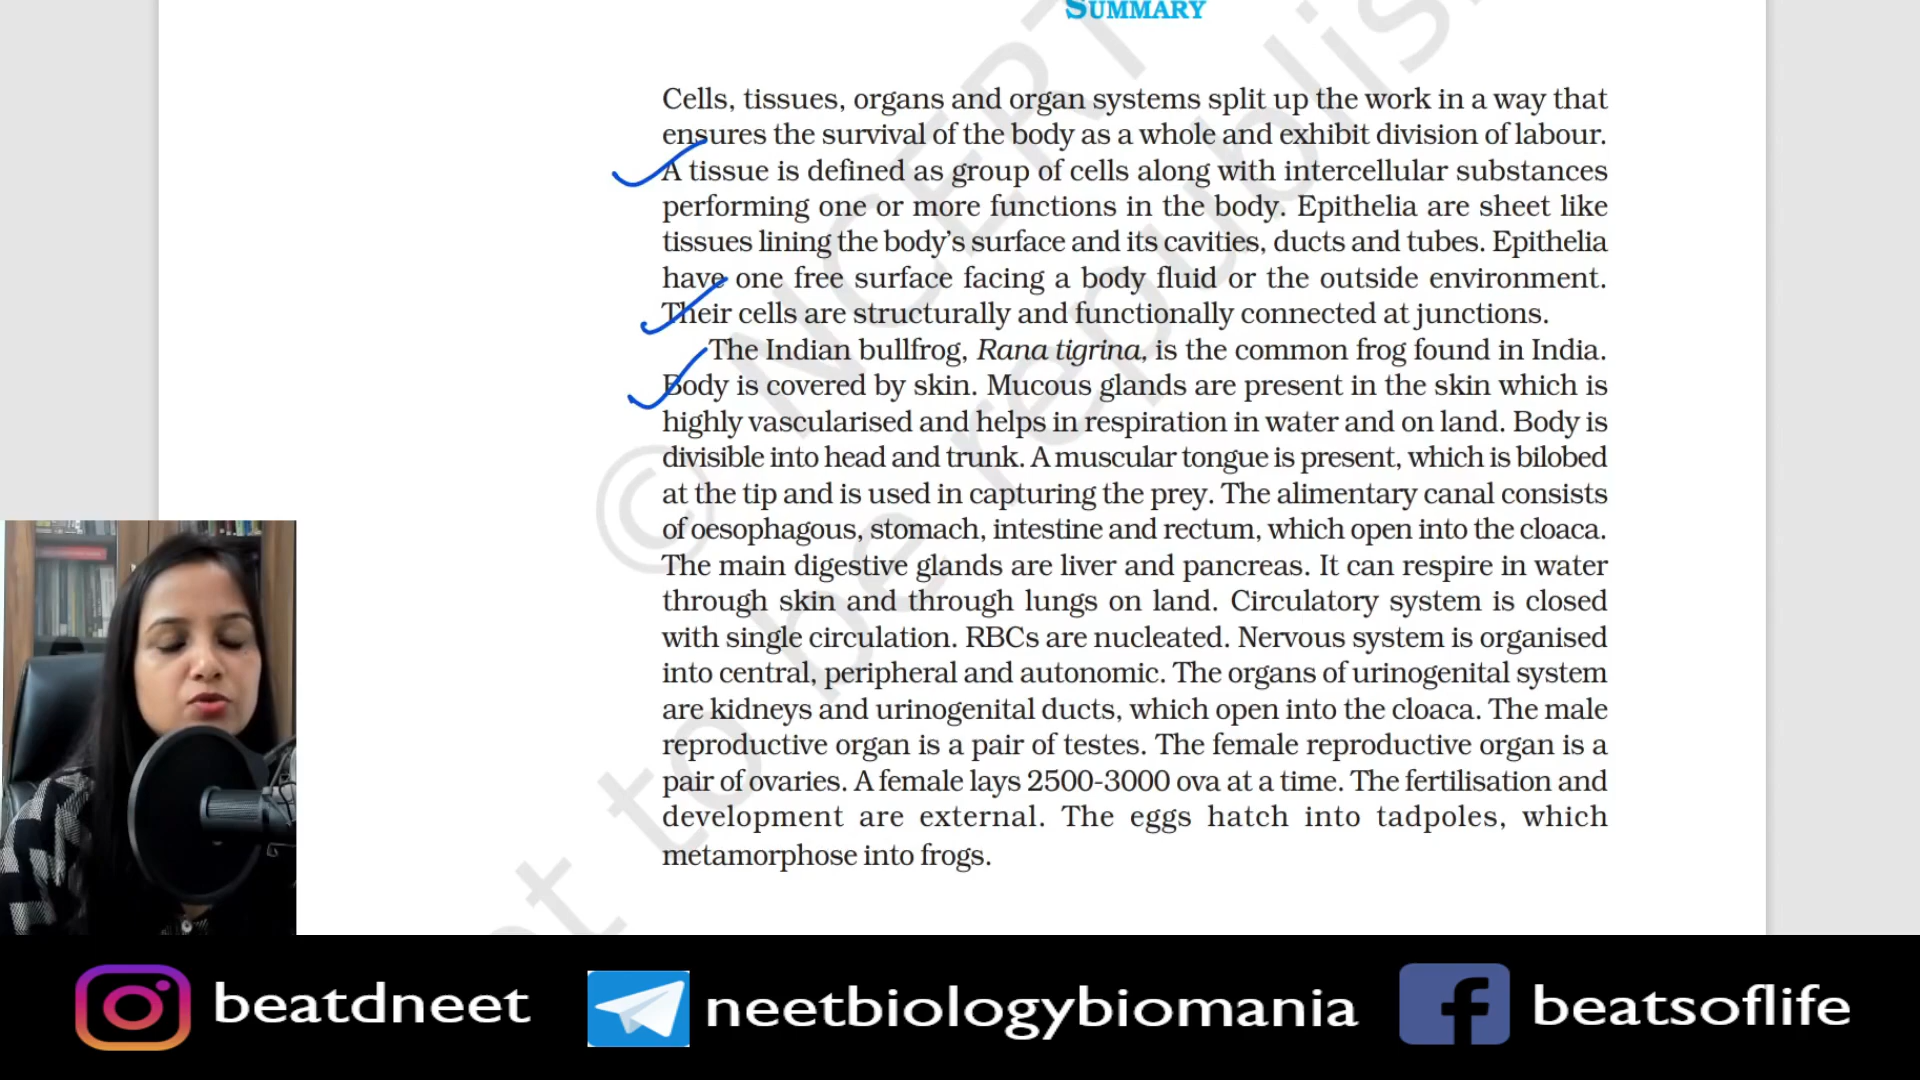 SUMMARY
Cells, tissues, organs and organ systems split up the work in a way that
ensures the survival of the body as a whole and exhibit division of labour.
A tissue is defined as group of cells along with intercellular substances
performing one or more functions in the body. Epithelia are sheet like
tissues lining the body's surface and its cavities, ducts and tubes. Epithelia
have one free surface facing a body fluid or the outside environment.
Their cells are structurally and functionally connected at junctions.
The Indian bullfrog, Rana tigrina, is the common frog found in India.
Body is covered by skin. Mucous glands are present in the skin which is
highly vascularised and helps in respiration in water and on land. Body is
divisible into head and trunk. A muscular tongue is present, which is bilobed
at the tip and is used in capturing the prey. The alimentary canal consists
of oesophagous, stomach, intestine and rectum, which open into the cloaca.
The main digestive glands are liver and pancreas. It can respire in water
through skin and through lungs on land. Circulatory system is closed
with single circulation. RBCs are nucleated. Nervous system is organised
into central, peripheral and autonomic. The organs of urinogenital system
are kidneys and urinogenital ducts, which open into the cloaca. The male
reproductive organ is a pair of testes. The female reproductive organ is a
pair of ovaries. A female lays 2500-3000 ova at a time. The fertilisation and
development are external. The eggs hatch into tadpoles, which
metamorphose into frogs.
© NCERT
not to be republis
beatdneet
neetbiologybiomania
beatsoflife